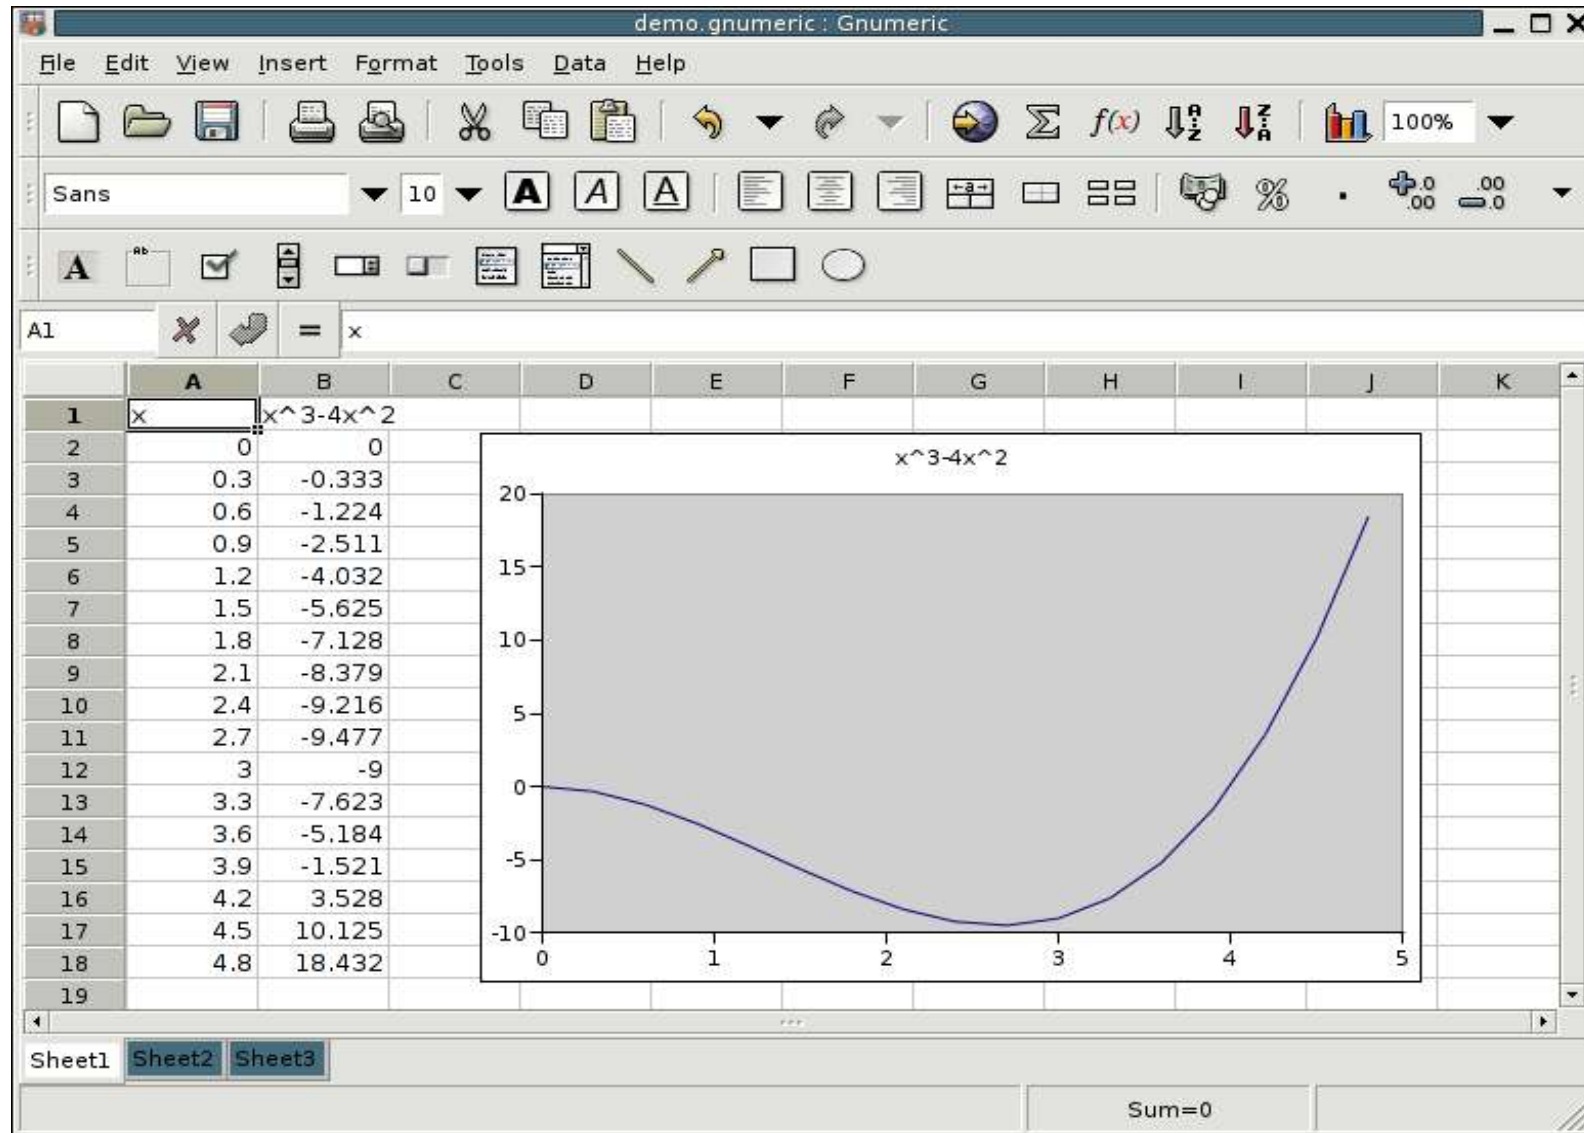 demo.gnumeric : Gnumeric
File Edit View Insert Format Tools Data Help
f(x) A Z Z A 100%
Sans 10 A A A a % .0 .00 .00 .0
A Ab
A1 = x
A B C D E F G H I J K
1 x x^3-4x^2
2 0 0
3 0.3 -0.333
4 0.6 -1.224
5 0.9 -2.511
6 1.2 -4.032
7 1.5 -5.625
8 1.8 -7.128
9 2.1 -8.379
10 2.4 -9.216
11 2.7 -9.477
12 3 -9
13 3.3 -7.623
14 3.6 -5.184
15 3.9 -1.521
16 4.2 3.528
17 4.5 10.125
18 4.8 18.432
19
x^3-4x^2
20
15
10
5
0
-5
-10
0 1 2 3 4 5
Sheet1 Sheet2 Sheet3
Sum=0